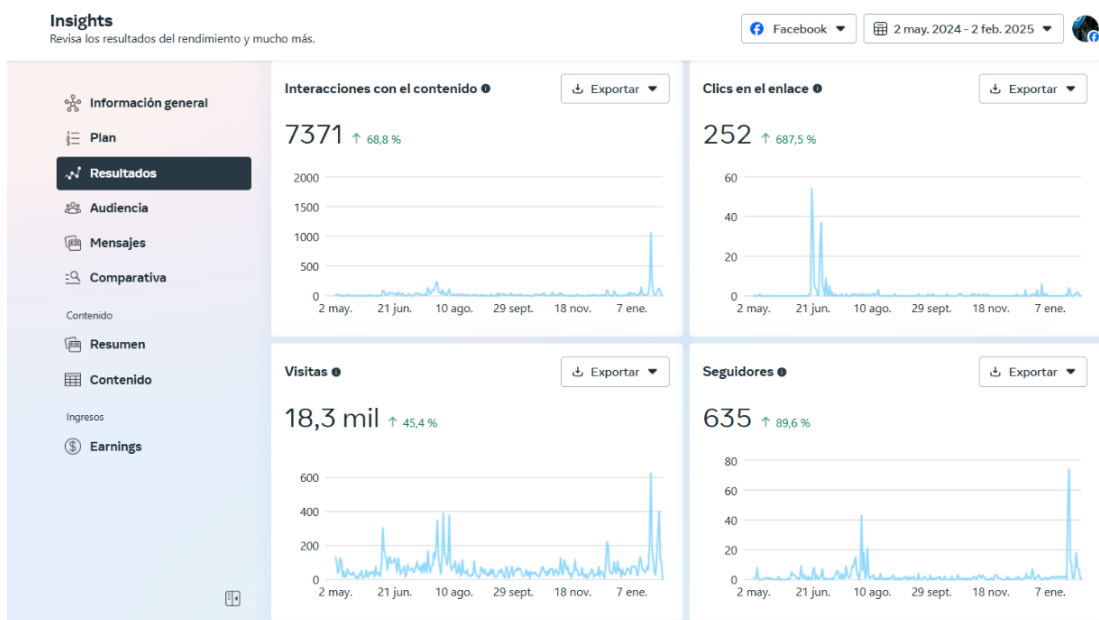 Insights
Revisa los resultados del rendimiento y mucho más.
Facebook
2 may. 2024 - 2 feb. 2025
Información general
Plan
Resultados
Audiencia
Mensajes
Comparativa
Contenido
Resumen
Contenido
Ingresos
Earnings
Interacciones con el contenido
Exportar
7371 ↑ 68,8 %
2000
1500
1000
500
0
2 may. 21 jun. 10 ago. 29 sept. 18 nov. 7 ene.
Clics en el enlace
Exportar
252 ↑ 687,5 %
60
40
20
0
2 may. 21 jun. 10 ago. 29 sept. 18 nov. 7 ene.
Visitas
Exportar
18,3 mil ↑ 45,4 %
600
400
200
0
2 may. 21 jun. 10 ago. 29 sept. 18 nov. 7 ene.
Seguidores
Exportar
635 ↑ 89,6 %
80
60
40
20
0
2 may. 21 jun. 10 ago. 29 sept. 18 nov. 7 ene.